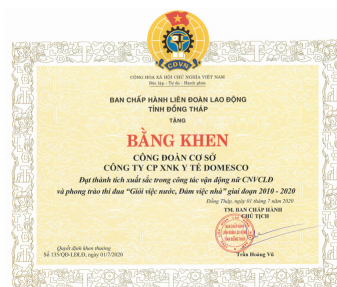 CĐVN
CỘNG HÒA XÃ HỘI CHỦ NGHĨA VIỆT NAM
Độc lập - Tự do - Hạnh phúc
BAN CHẤP HÀNH LIÊN ĐOÀN LAO ĐỘNG
TỈNH ĐỒNG THÁP
TẶNG
BẰNG KHEN
CÔNG ĐOÀN CƠ SỞ
CÔNG TY CP XNK Y TẾ DOMESCO
Đạt thành tích xuất sắc trong công tác vận động nữ CNVCLĐ
và phong trào thi đua "Giỏi việc nước, Đảm việc nhà" giai đoạn 2010 - 2020
Đồng Tháp, ngày 01 tháng 7 năm 2020
TM. BAN CHẤP HÀNH
CHỦ TỊCH
Quyết định khen thưởng
Số 135/QĐ-LĐLĐ, ngày 01/7/2020
Trần Hoàng Vũ